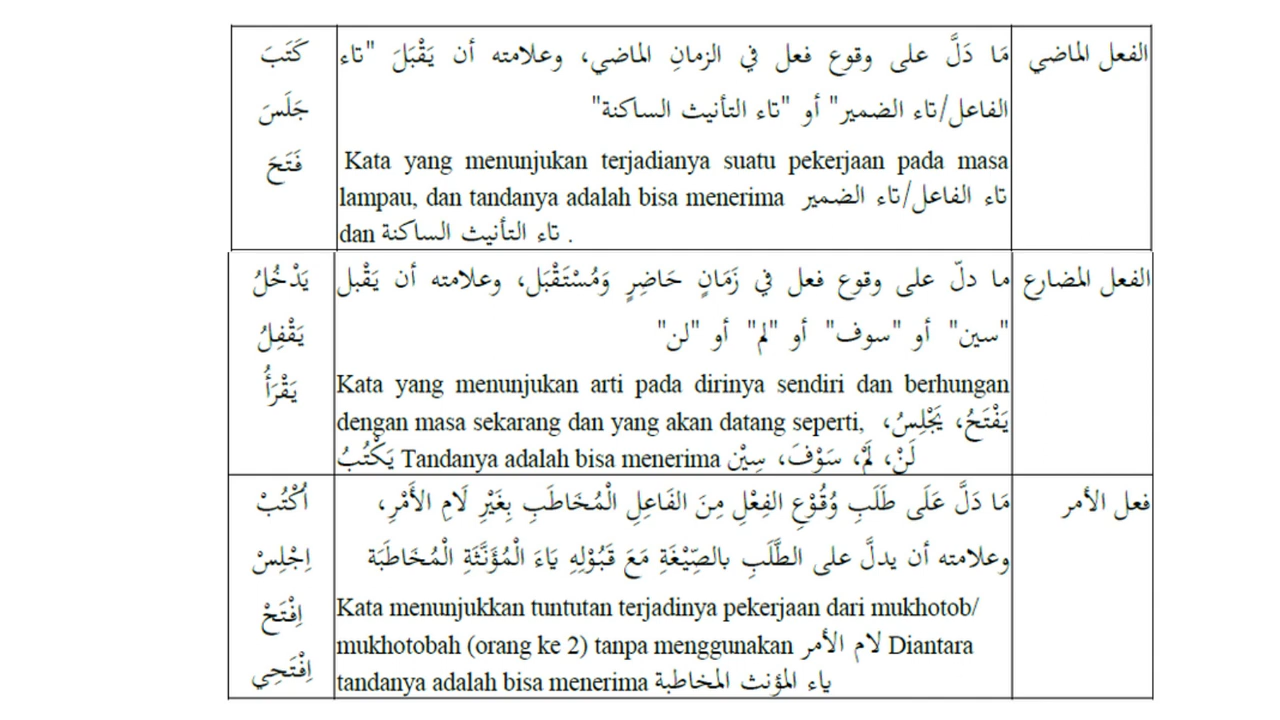 الفعل الماضي
مَا دَلَّ على وقوع فعل في الزمانِ الماضي، وعلامته أن يَقْبَلَ "تاء
الفاعل/تاء الضمير" أو "تاء التأنيث الساكنة"
Kata yang menunjukan terjadianya suatu pekerjaan pada masa
lampau, dan tandanya adalah bisa menerima تاء الفاعل/تاء الضمير
dan تاء التأنيث الساكنة .
كَتَبَ
جَلَسَ
فَتَحَ
الفعل المضارع
ما دلّ على وقوع فعل في زَمَانٍ حَاضِرٍ وَمُسْتَقْبَل، وعلامته أن يَقْبل
"سين" أو "سوف" أو "لم" أو "لن"
Kata yang menunjukan arti pada dirinya sendiri dan berhungan
dengan masa sekarang dan yang akan datang seperti, يَفْتَحُ، يَجْلِسُ،
يَكْتُبُ Tandanya adalah bisa menerima لَنْ، لَمْ، سَوْفَ، سِيْن
يَدْخُلُ
يَقْفِلُ
يَقْرَأُ
فعل الأمر
مَا دَلَّ عَلَى طَلَبِ وُقُوْعِ الفِعْلِ مِنَ الفَاعِلِ الْمُخَاطَبِ بِغَيْرِ لَامِ الأَمْرِ،
وعلامته أن يدلَّ على الطَّلَبِ بالصِّيْغَةِ مَعَ قَبُوْلِهِ يَاءَ الْمُؤَنَّثَةِ الْمُخَاطَبَة
Kata menunjukkan tuntutan terjadinya pekerjaan dari mukhotob/
mukhotobah (orang ke 2) tanpa menggunakan لام الأمر Diantara
tandanya adalah bisa menerima ياء المؤنث المخاطبة
اُكْتُبْ
اِجْلِسْ
اِفْتَحْ
اِفْتَحِي